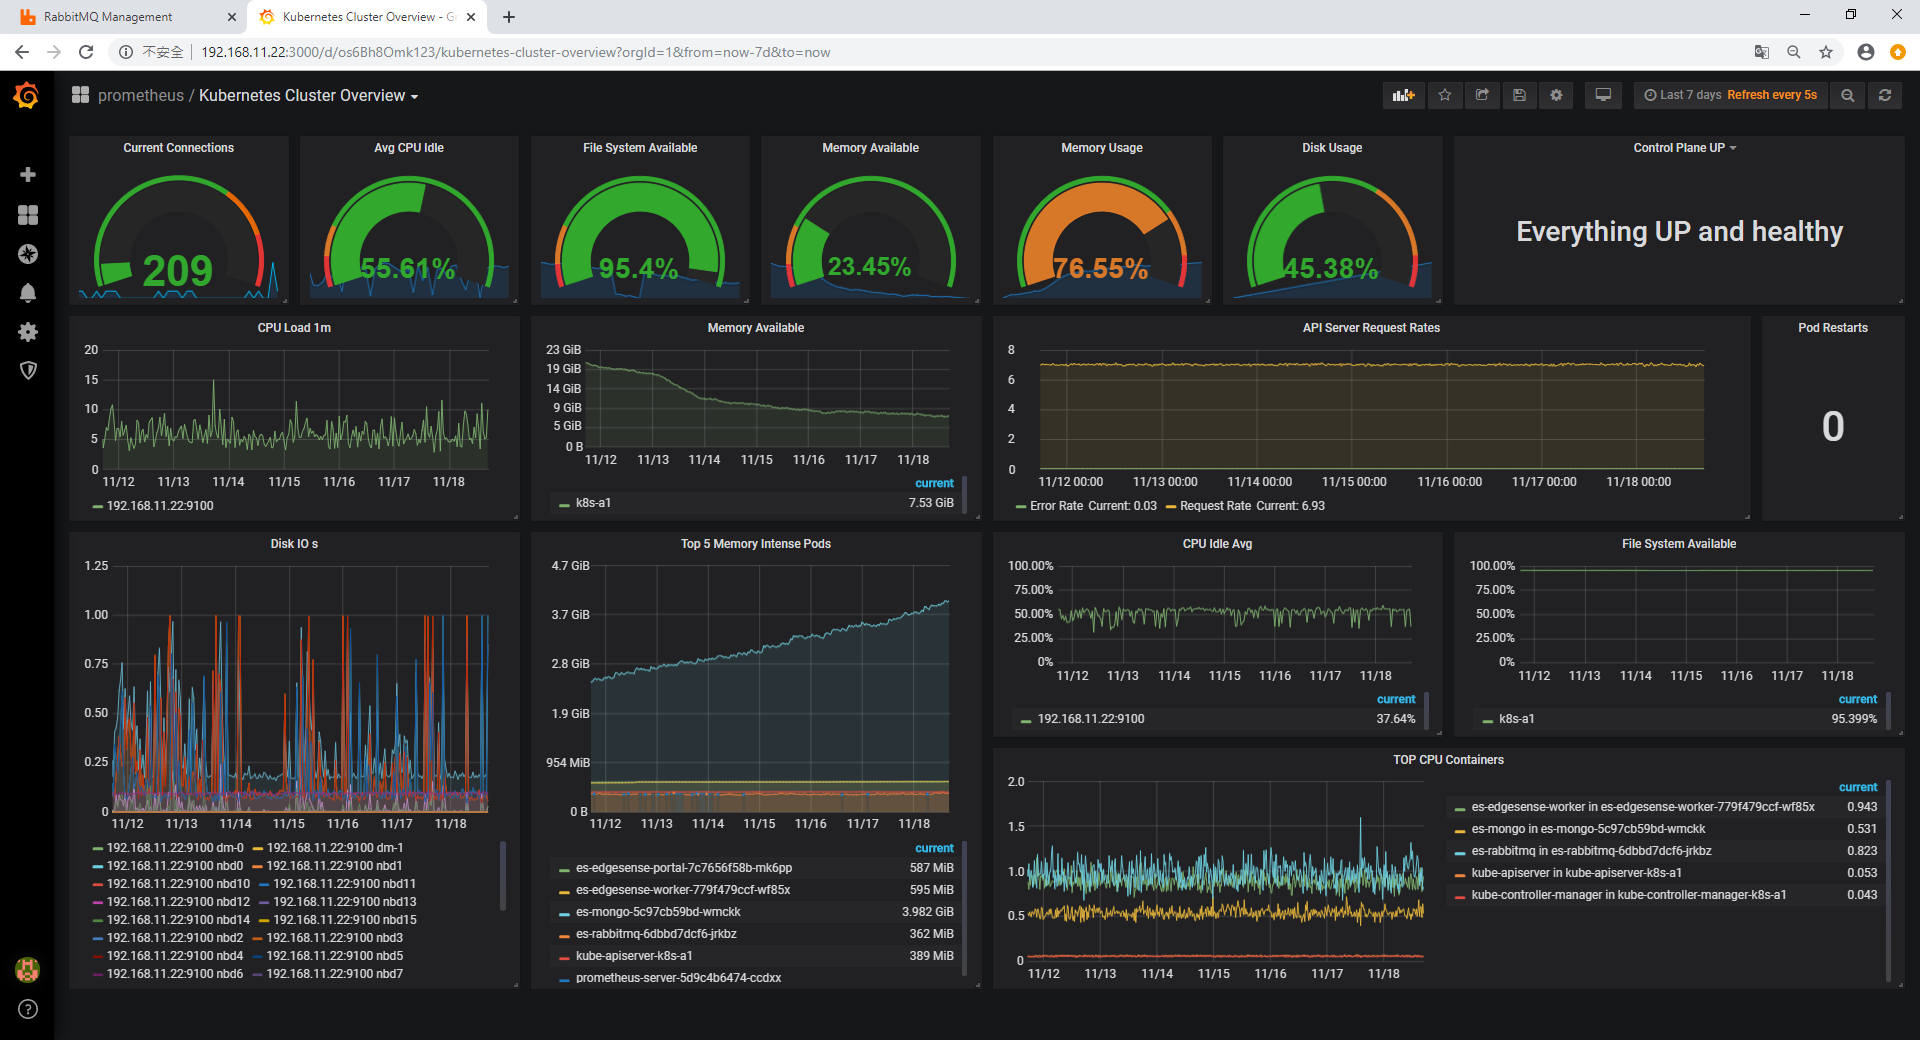 RabbitMQ Management
Kubernetes Cluster Overview - Gr
不安全 192.168.11.22:3000/d/os6Bh8Omk123/kubernetes-cluster-overview?orgId=1&from=now-7d&to=now
prometheus / Kubernetes Cluster Overview
Last 7 days Refresh every 5s
Current Connections
209
Avg CPU Idle
55.61%
File System Available
95.4%
Memory Available
23.45%
Memory Usage
76.55%
Disk Usage
45.38%
Control Plane UP
Everything UP and healthy
CPU Load 1m
20
15
10
5
0
11/12 11/13 11/14 11/15 11/16 11/17 11/18
192.168.11.22:9100
Memory Available
23 GiB
19 GiB
14 GiB
9 GiB
5 GiB
0 B
11/12 11/13 11/14 11/15 11/16 11/17 11/18
current
k8s-a1 7.53 GiB
API Server Request Rates
8
6
4
2
0
11/12 00:00 11/13 00:00 11/14 00:00 11/15 00:00 11/16 00:00 11/17 00:00 11/18 00:00
Error Rate Current: 0.03 Request Rate Current: 6.93
Pod Restarts
0
Disk IO s
1.25
1.00
0.75
0.50
0.25
0
11/12 11/13 11/14 11/15 11/16 11/17 11/18
192.168.11.22:9100 dm-0 192.168.11.22:9100 dm-1
192.168.11.22:9100 nbd0 192.168.11.22:9100 nbd1
192.168.11.22:9100 nbd10 192.168.11.22:9100 nbd11
192.168.11.22:9100 nbd12 192.168.11.22:9100 nbd13
192.168.11.22:9100 nbd14 192.168.11.22:9100 nbd15
192.168.11.22:9100 nbd2 192.168.11.22:9100 nbd3
192.168.11.22:9100 nbd4 192.168.11.22:9100 nbd5
192.168.11.22:9100 nbd6 192.168.11.22:9100 nbd7
Top 5 Memory Intense Pods
4.7 GiB
3.7 GiB
2.8 GiB
1.9 GiB
954 MiB
0 B
11/12 11/13 11/14 11/15 11/16 11/17 11/18
current
es-edgesense-portal-7c7656f58b-mk6pp 587 MiB
es-edgesense-worker-779f479ccf-wf85x 595 MiB
es-mongo-5c97cb59bd-wmckk 3.982 GiB
es-rabbitmq-6dbbd7dcf6-jrkbz 362 MiB
kube-apiserver-k8s-a1 389 MiB
prometheus-server-5d9c4b6474-ccdxx
CPU Idle Avg
100.00%
75.00%
50.00%
25.00%
0%
11/12 11/13 11/14 11/15 11/16 11/17 11/18
current
192.168.11.22:9100 37.64%
File System Available
100.00%
75.00%
50.00%
25.00%
0%
11/12 11/13 11/14 11/15 11/16 11/17 11/18
current
k8s-a1 95.399%
TOP CPU Containers
2.0
1.5
1.0
0.5
0
11/12 11/13 11/14 11/15 11/16 11/17 11/18
current
es-edgesense-worker in es-edgesense-worker-779f479ccf-wf85x 0.943
es-mongo in es-mongo-5c97cb59bd-wmckk 0.531
es-rabbitmq in es-rabbitmq-6dbbd7dcf6-jrkbz 0.823
kube-apiserver in kube-apiserver-k8s-a1 0.053
kube-controller-manager in kube-controller-manager-k8s-a1 0.043